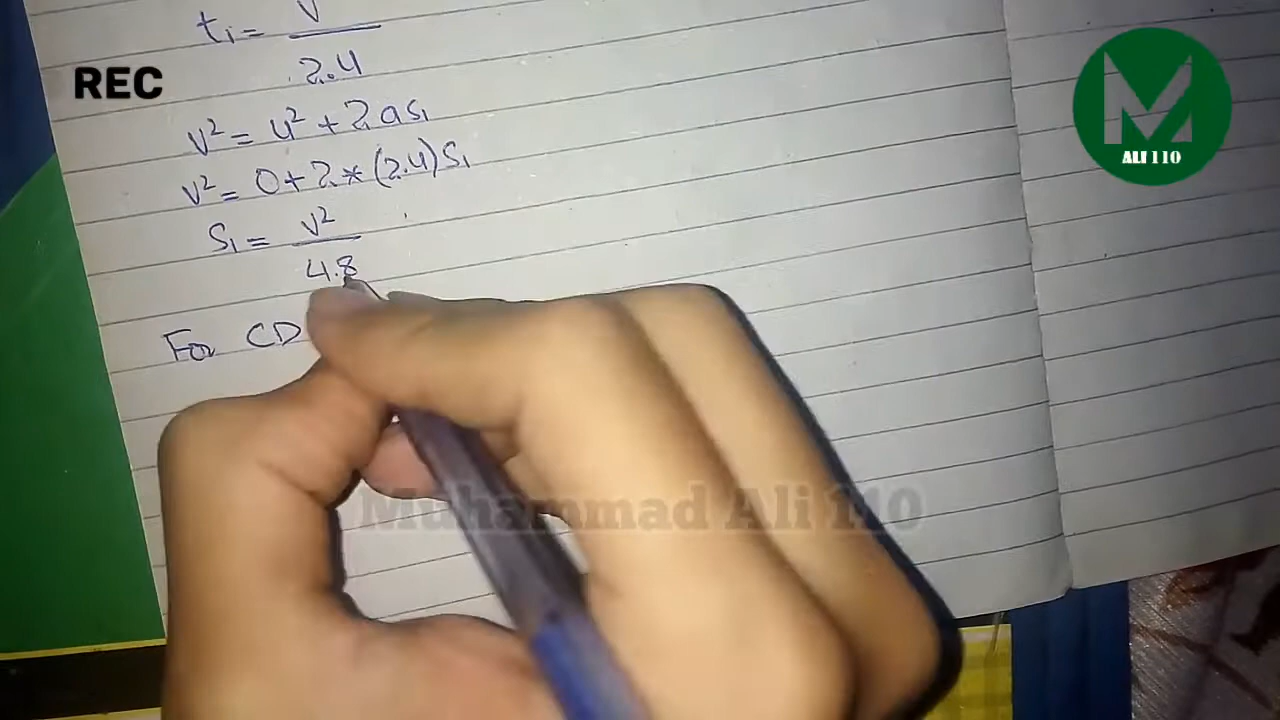 t₁ = V
2.4
REC
V² = u² + 2as₁
V² = 0 + 2 * (2.4)S₁
S₁ = V²
4.8
For CD
M
ALI 110
Muhammad Ali 110